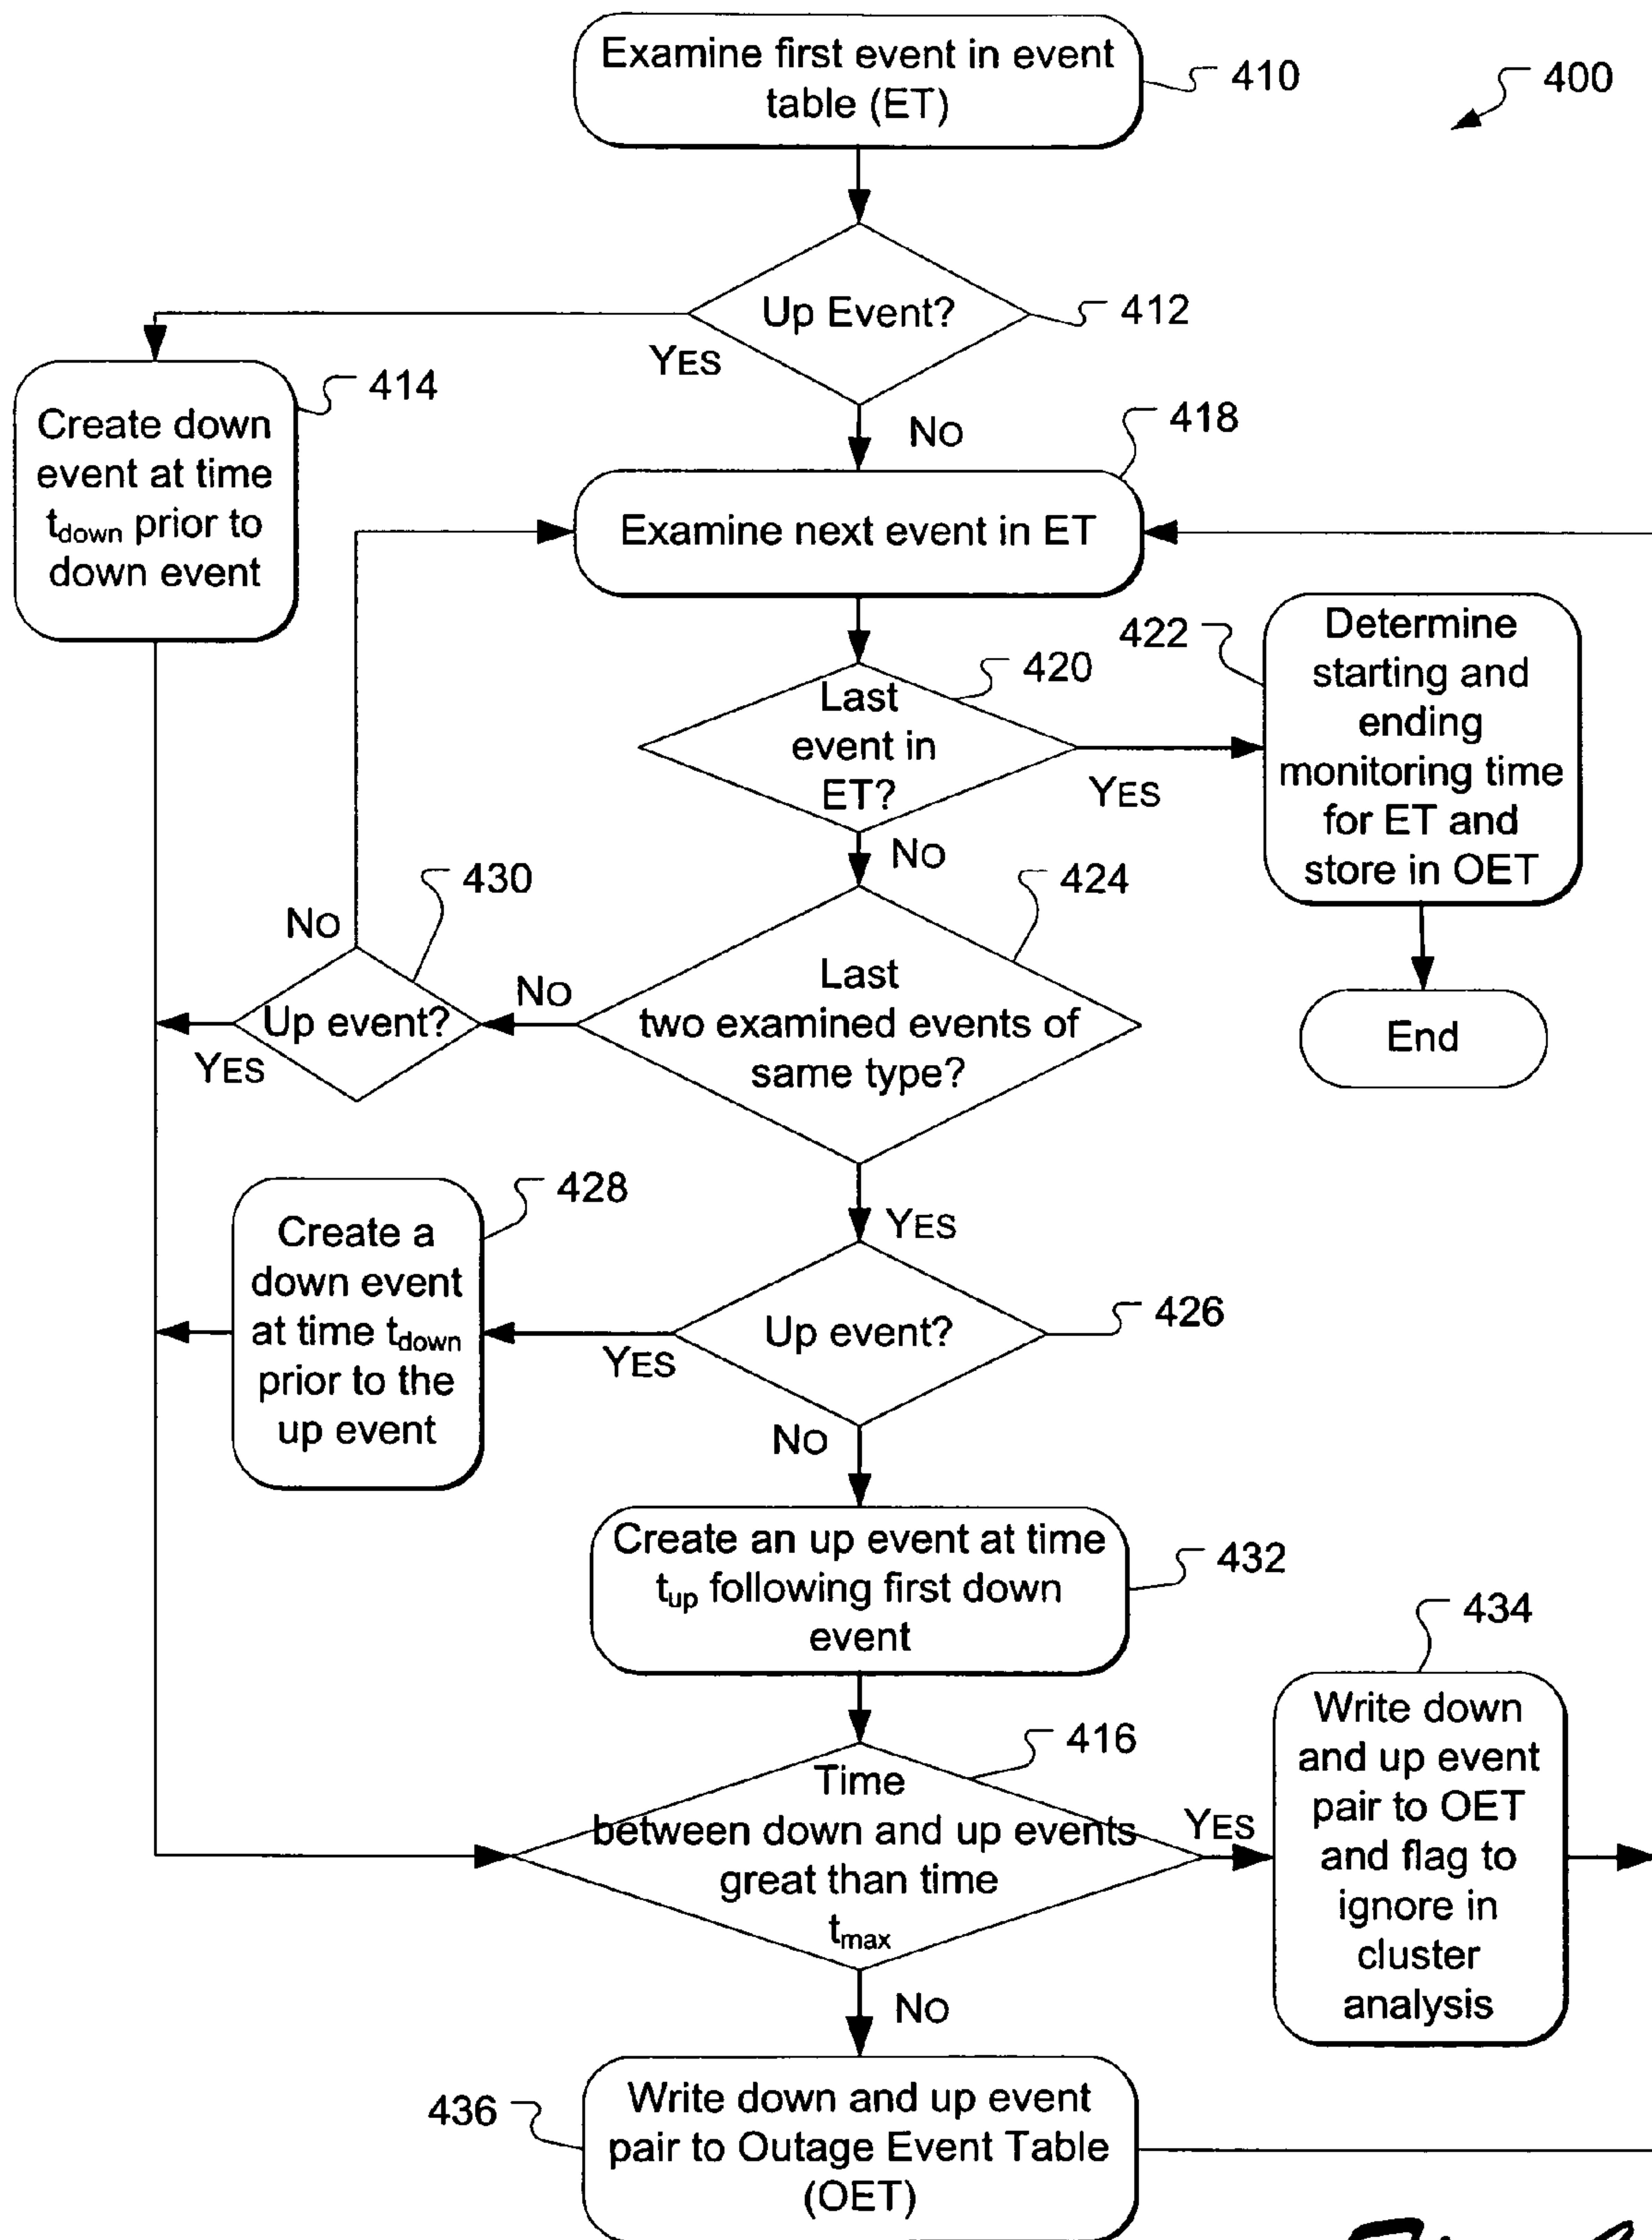 Examine first event in event
table (ET)
410
400
Up Event?
412
YES
NO
414
Create down
event at time
tdown prior to
down event
418
Examine next event in ET
420
Last
event in
ET?
YES
NO
422
Determine
starting and
ending
monitoring time
for ET and
store in OET
End
424
Last
two examined events of
same type?
NO
YES
430
Up event?
NO
YES
426
Up event?
YES
NO
428
Create a
down event
at time tdown
prior to the
up event
432
Create an up event at time
tup following first down
event
416
Time
between down and up events
great than time
tmax
YES
NO
434
Write down
and up event
pair to OET
and flag to
ignore in
cluster
analysis
436
Write down and up event
pair to Outage Event Table
(OET)